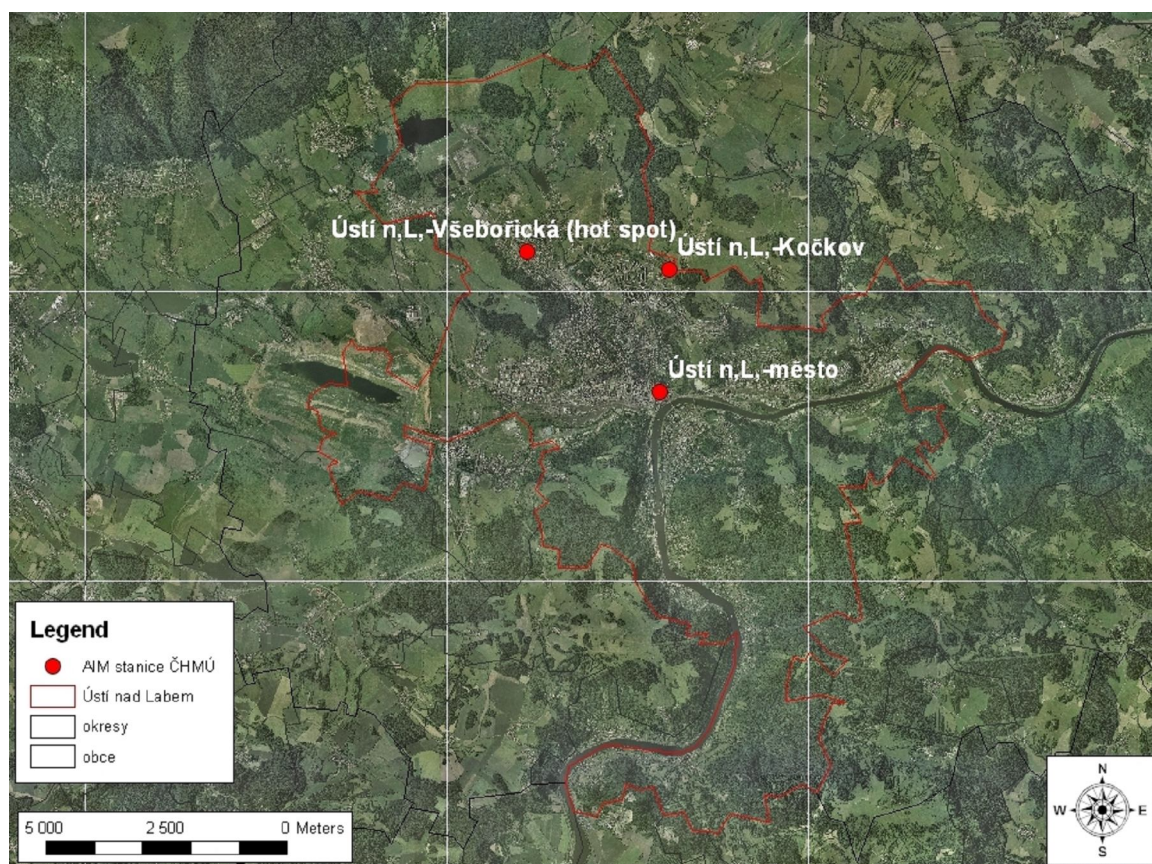 Ústí n,L,-Všebořická (hot spot)
Ústí n,L,-Kočkov
Ústí n,L,-město
Legend
AIM stanice ČHMÚ
Ústí nad Labem
okresy
obce
5 000 2 500 0 Meters
N
W E
S